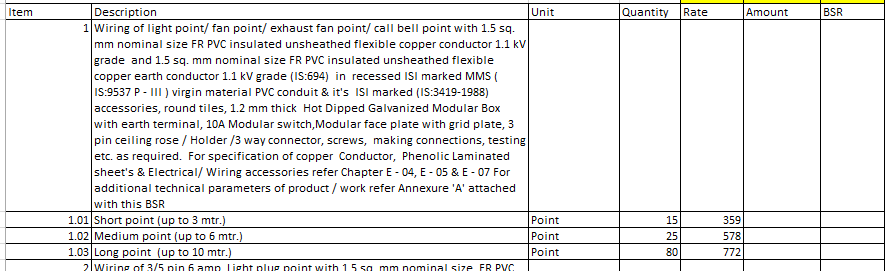 Item Description Unit Quantity Rate Amount BSR
1 Wiring of light point/ fan point/ exhaust fan point/ call bell point with 1.5 sq.
mm nominal size FR PVC insulated unsheathed flexible copper conductor 1.1 kV
grade and 1.5 sq. mm nominal size FR PVC insulated unsheathed flexible
copper earth conductor 1.1 kV grade (IS:694) in recessed ISI marked MMS (
IS:9537 P - III ) virgin material PVC conduit & it's ISI marked (IS:3419-1988)
accessories, round tiles, 1.2 mm thick Hot Dipped Galvanized Modular Box
with earth terminal, 10A Modular switch,Modular face plate with grid plate, 3
pin ceiling rose / Holder /3 way connector, screws, making connections, testing
etc. as required. For specification of copper Conductor, Phenolic Laminated
sheet's & Electrical/ Wiring accessories refer Chapter E - 04, E - 05 & E - 07 For
additional technical parameters of product / work refer Annexure 'A' attached
with this BSR
1.01 Short point (up to 3 mtr.) Point 15 359
1.02 Medium point (up to 6 mtr.) Point 25 578
1.03 Long point (up to 10 mtr.) Point 80 772
2 Wiring of 3/5 pin 6 amp. Light plug point with 1.5 sq. mm nominal size FR PVC